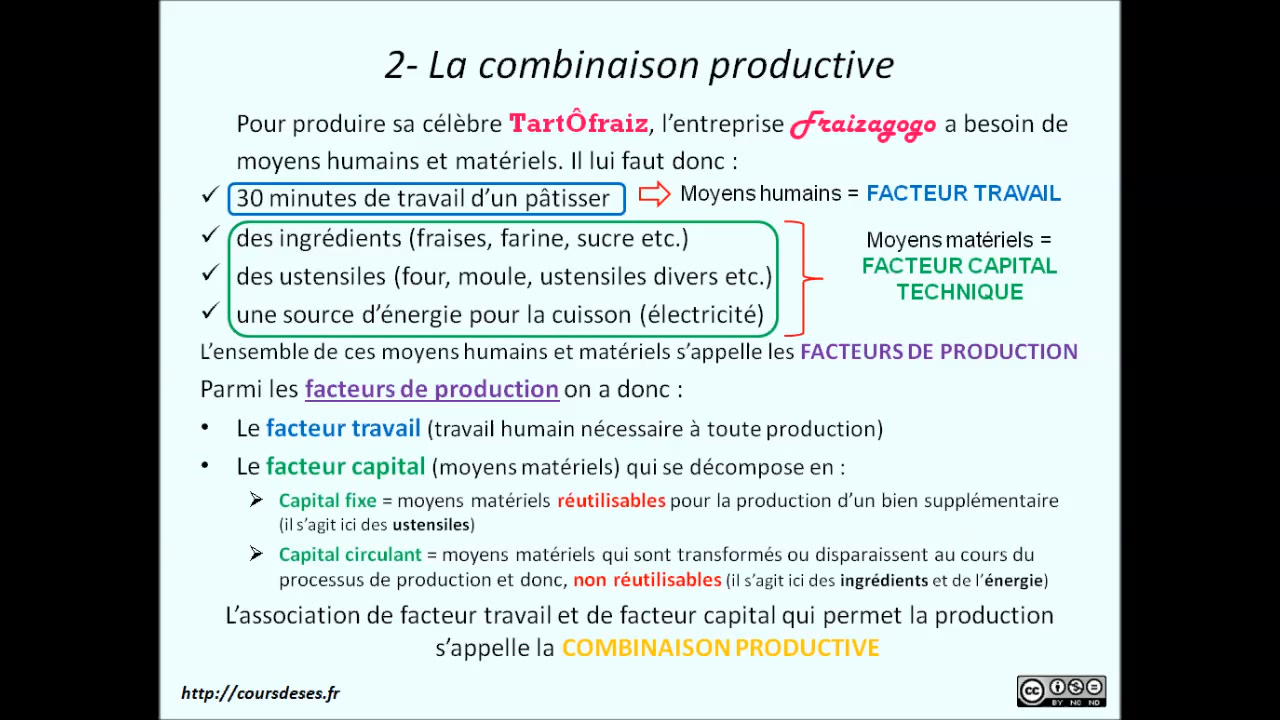 2- La combinaison productive
Pour produire sa célèbre TartÔfraiz, l'entreprise Fraizagogo a besoin de
moyens humains et matériels. Il lui faut donc :
✓ 30 minutes de travail d'un pâtisser
Moyens humains = FACTEUR TRAVAIL
✓ des ingrédients (fraises, farine, sucre etc.)
✓ des ustensiles (four, moule, ustensiles divers etc.)
✓ une source d'énergie pour la cuisson (électricité)
Moyens matériels =
FACTEUR CAPITAL
TECHNIQUE
L'ensemble de ces moyens humains et matériels s'appelle les FACTEURS DE PRODUCTION
Parmi les facteurs de production on a donc :
• Le facteur travail (travail humain nécessaire à toute production)
• Le facteur capital (moyens matériels) qui se décompose en :
➢ Capital fixe = moyens matériels réutilisables pour la production d'un bien supplémentaire
(il s'agit ici des ustensiles)
➢ Capital circulant = moyens matériels qui sont transformés ou disparaissent au cours du
processus de production et donc, non réutilisables (il s'agit ici des ingrédients et de l'énergie)
L'association de facteur travail et de facteur capital qui permet la production
s'appelle la COMBINAISON PRODUCTIVE
http://coursdeses.fr
cc
BY NC ND